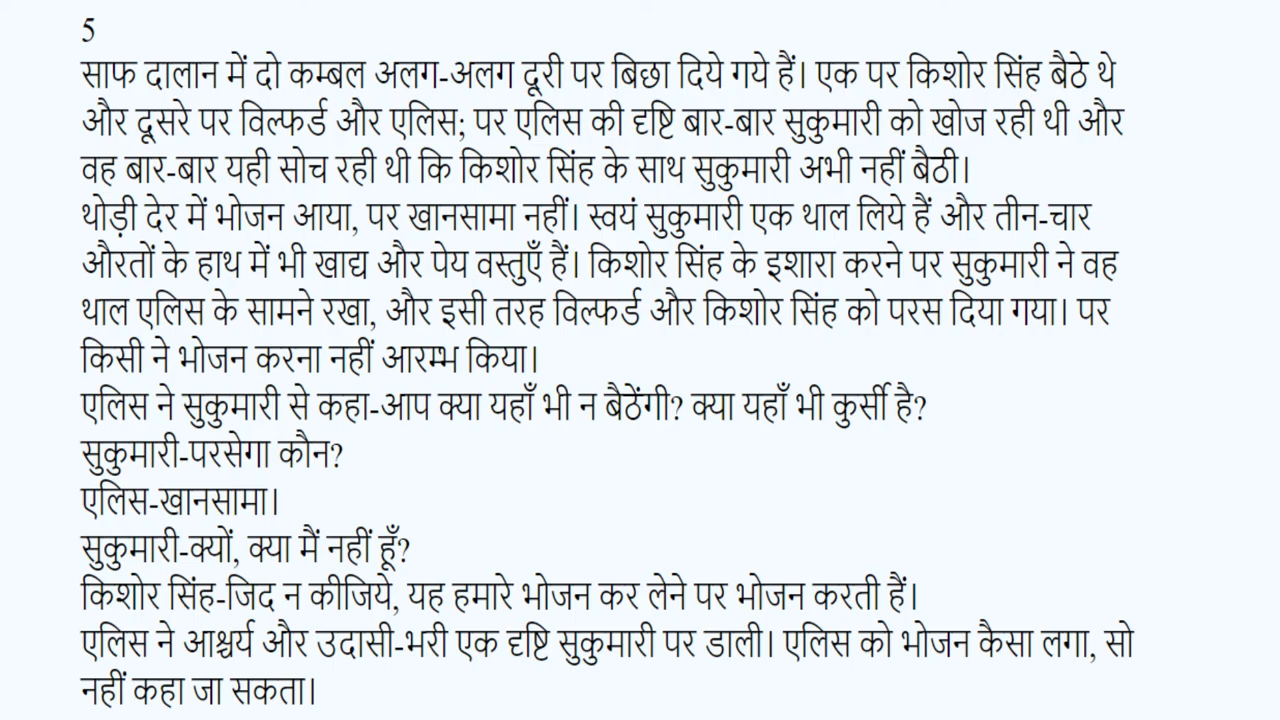 5
साफ दालान में दो कम्बल अलग-अलग दूरी पर बिछा दिये गये हैं। एक पर किशोर सिंह बैठे थे
और दूसरे पर विल्फर्ड और एलिस; पर एलिस की दृष्टि बार-बार सुकुमारी को खोज रही थी और
वह बार-बार यही सोच रही थी कि किशोर सिंह के साथ सुकुमारी अभी नहीं बैठी।
थोड़ी देर में भोजन आया, पर खानसामा नहीं। स्वयं सुकुमारी एक थाल लिये हैं और तीन-चार
औरतों के हाथ में भी खाद्य और पेय वस्तुएँ हैं। किशोर सिंह के इशारा करने पर सुकुमारी ने वह
थाल एलिस के सामने रखा, और इसी तरह विल्फर्ड और किशोर सिंह को परस दिया गया। पर
किसी ने भोजन करना नहीं आरम्भ किया।
एलिस ने सुकुमारी से कहा-आप क्या यहाँ भी न बैठेंगी? क्या यहाँ भी कुर्सी है?
सुकुमारी-परसेगा कौन?
एलिस-खानसामा।
सुकुमारी-क्यों, क्या मैं नहीं हूँ?
किशोर सिंह-जिद न कीजिये, यह हमारे भोजन कर लेने पर भोजन करती हैं।
एलिस ने आश्चर्य और उदासी-भरी एक दृष्टि सुकुमारी पर डाली। एलिस को भोजन कैसा लगा, सो
नहीं कहा जा सकता।